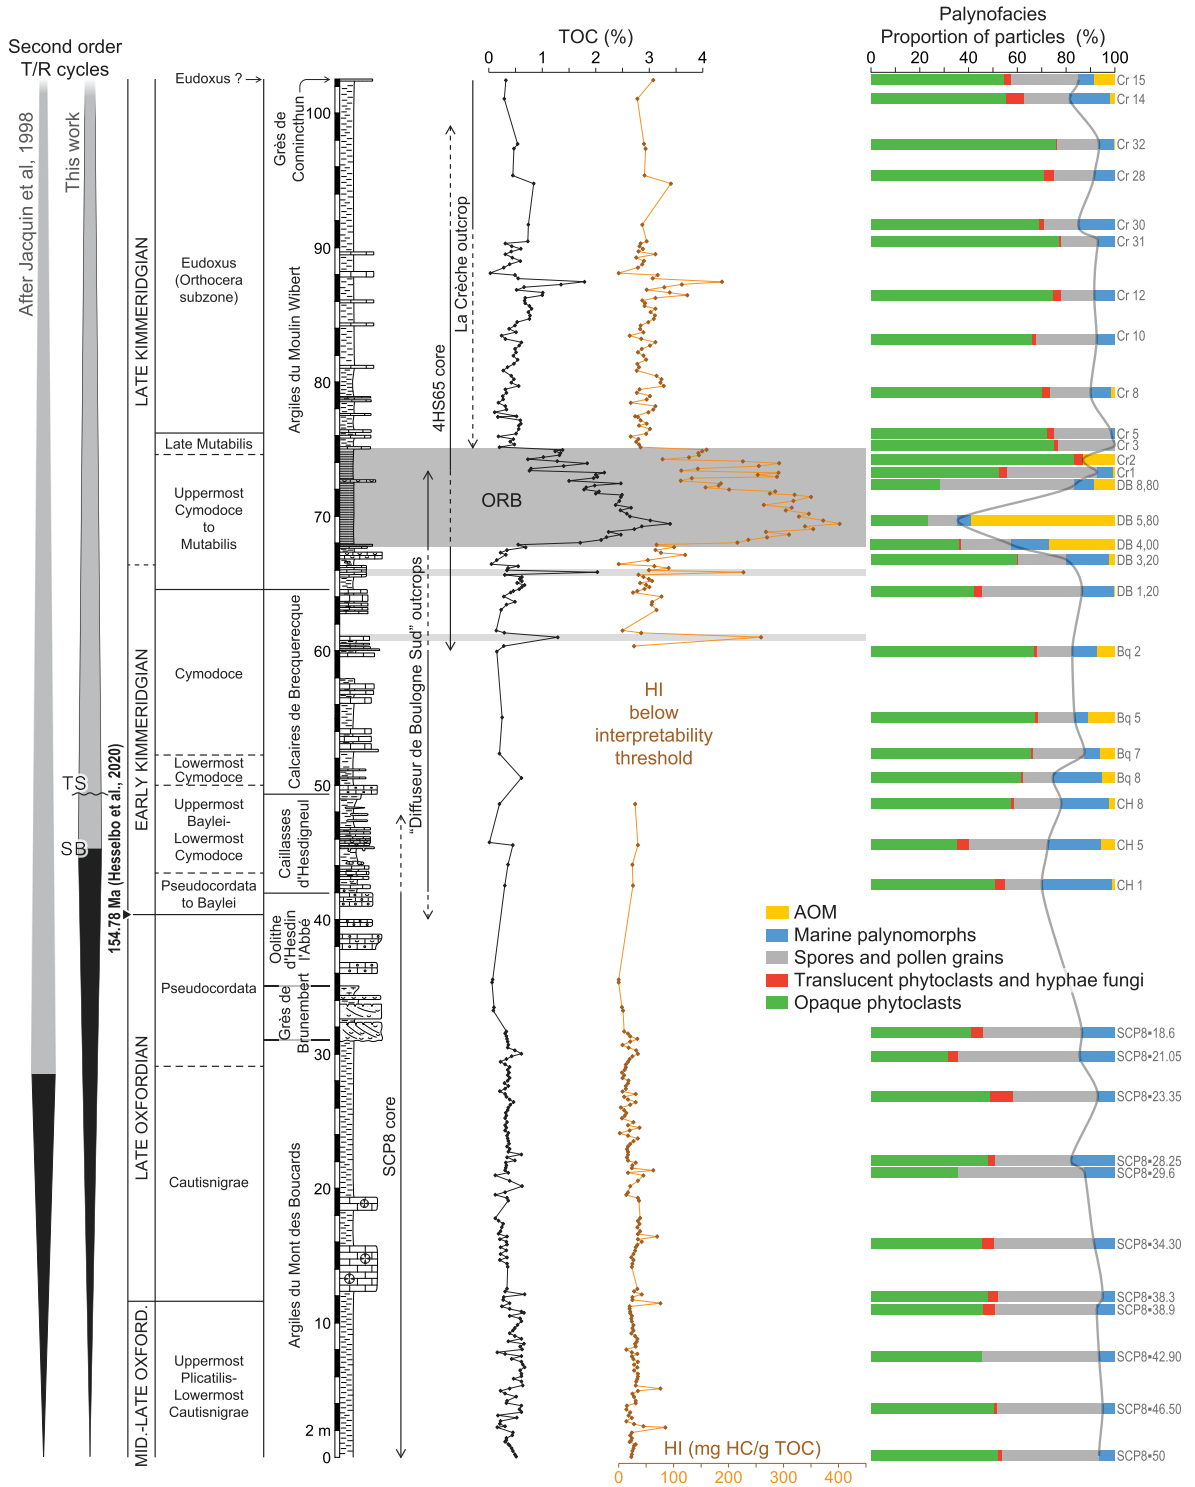 Second order
T/R cycles
After Jacquin et al, 1998
This work
TS
SB
154.78 Ma (Hesselbo et al., 2020)
LATE KIMMERIDGIAN
EARLY KIMMERIDGIAN
LATE OXFORDIAN
MID.-LATE OXFORD.
Eudoxus ?
Eudoxus
(Orthocera
subzone)
Late Mutabilis
Uppermost
Cymodoce
to
Mutabilis
Cymodoce
Lowermost
Cymodoce
Uppermost
Baylei-
Lowermost
Cymodoce
Pseudocordata
to Baylei
Pseudocordata
Cautisnigrae
Uppermost
Plicatilis-
Lowermost
Cautisnigrae
Grès de
Connincthun
Argiles du Moulin Wibert
Calcaires de Brecquerecque
Caillasses
d'Hesdigneul
Oolithe
d'Hesdin
l'Abbé
Grès de
Brunembert
Argiles du Mont des Boucards
100
90
80
70
60
50
40
30
20
10
2 m
0
La Crèche outcrop
4HS65 core
“Diffuseur de Boulogne Sud” outcrops
SCP8 core
TOC (%)
0 1 2 3 4
ORB
HI
below
interpretability
threshold
HI (mg HC/g TOC)
0 100 200 300 400
Palynofacies
Proportion of particles (%)
0 20 40 60 80 100
Cr 15
Cr 14
Cr 32
Cr 28
Cr 30
Cr 31
Cr 12
Cr 10
Cr 8
Cr 5
Cr 3
Cr2
Cr1
DB 8,80
DB 5,80
DB 4,00
DB 3,20
DB 1,20
Bq 2
Bq 5
Bq 7
Bq 8
CH 8
CH 5
CH 1
AOM
Marine palynomorphs
Spores and pollen grains
Translucent phytoclasts and hyphae fungi
Opaque phytoclasts
SCP8▪18.6
SCP8▪21.05
SCP8▪23.35
SCP8▪28.25
SCP8▪29.6
SCP8▪34.30
SCP8▪38.3
SCP8▪38.9
SCP8▪42.90
SCP8▪46.50
SCP8▪50